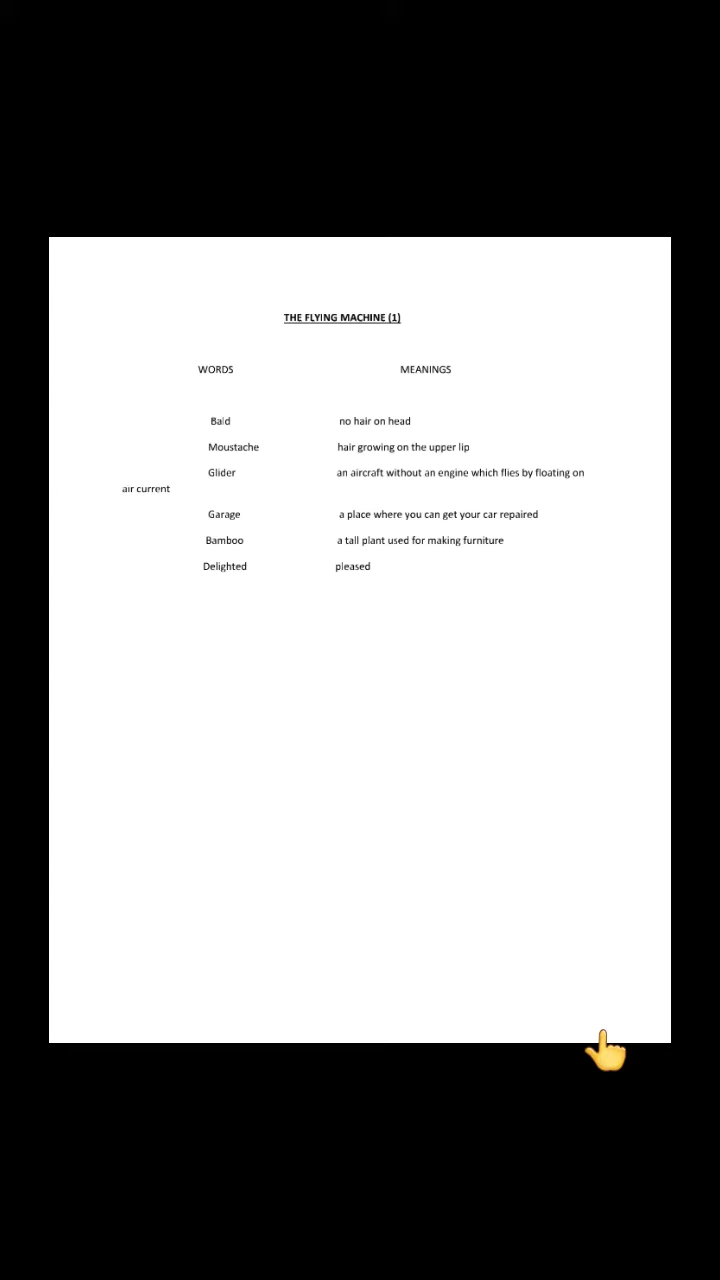 THE FLYING MACHINE (1)
WORDS MEANINGS
Bald no hair on head
Moustache hair growing on the upper lip
Glider an aircraft without an engine which flies by floating on
air current
Garage a place where you can get your car repaired
Bamboo a tall plant used for making furniture
Delighted pleased